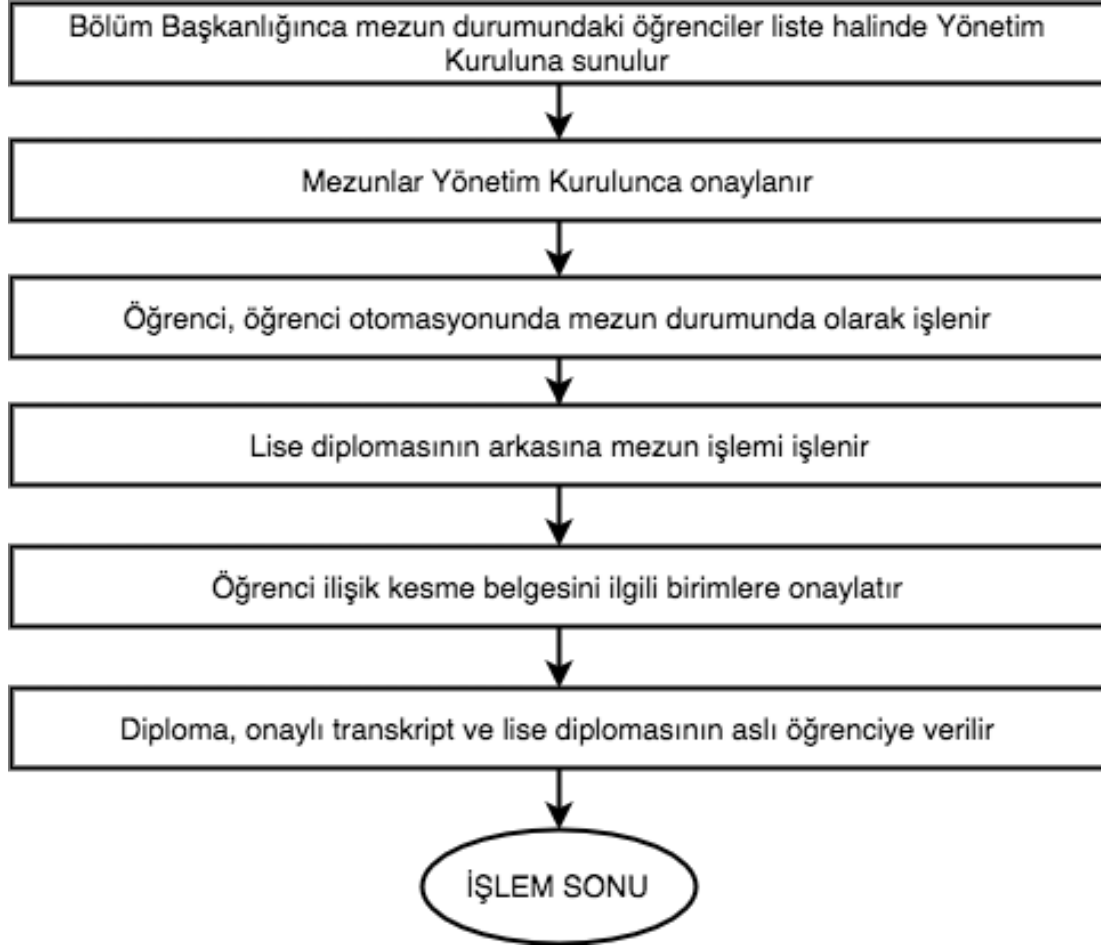 Bölüm Başkanlığınca mezun durumundaki öğrenciler liste halinde Yönetim
Kuruluna sunulur
Mezunlar Yönetim Kurulunca onaylanır
Öğrenci, öğrenci otomasyonunda mezun durumunda olarak işlenir
Lise diplomasının arkasına mezun işlemi işlenir
Öğrenci ilişik kesme belgesini ilgili birimlere onaylatır
Diploma, onaylı transkript ve lise diplomasının aslı öğrenciye verilir
İŞLEM SONU